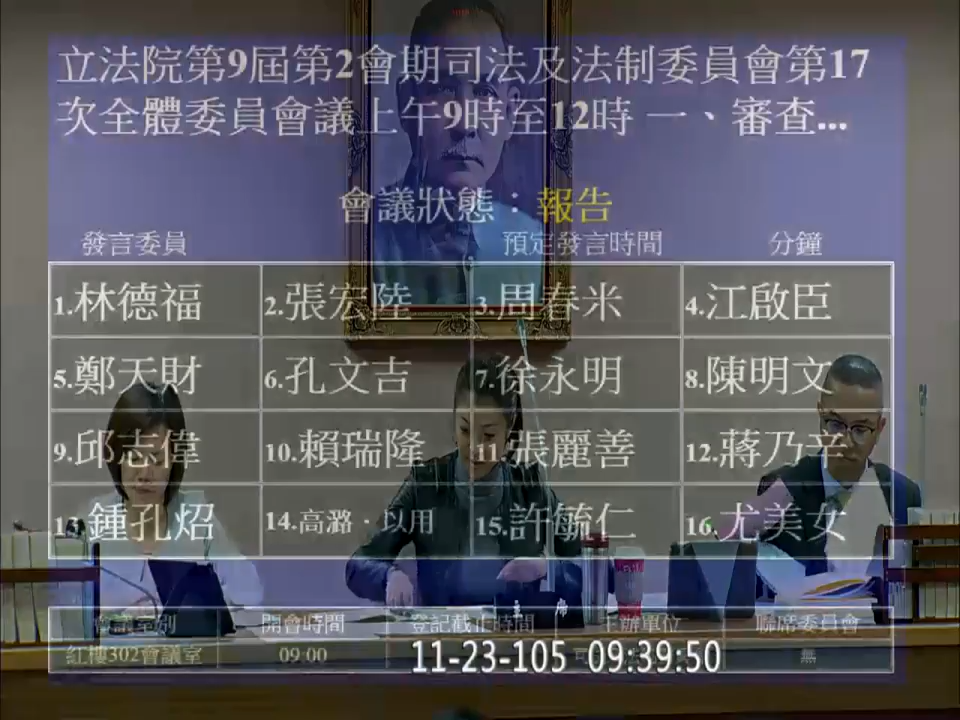 立法院第9屆第2會期司法及法制委員會第17
次全體委員會議上午9時至12時 一、審查...
會議狀態：報告
發言委員 預定發言時間 分鐘
1.林德福 2.張宏陸 3.周春米 4.江啟臣
5.鄭天財 6.孔文吉 7.徐永明 8.陳明文
9.邱志偉 10.賴瑞隆 11.張麗善 12.蔣乃辛
13.鍾孔炤 14.高潞．以用 15.許毓仁 16.尤美女
主 席
會議室別 開會時間 登記截止時間 主辦單位 聯席委員會
紅樓302會議室 09:00 司 無
11-23-105 09:39:50